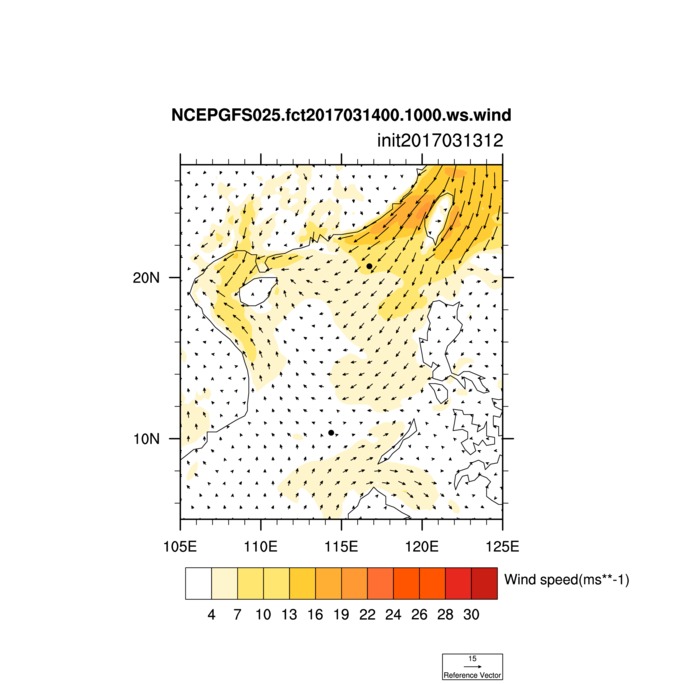 NCEPGFS025.fct2017031400.1000.ws.wind
init2017031312
20N
10N
105E 110E 115E 120E 125E
Wind speed(ms**-1)
4 7 10 13 16 19 22 24 26 28 30
15
Reference Vector